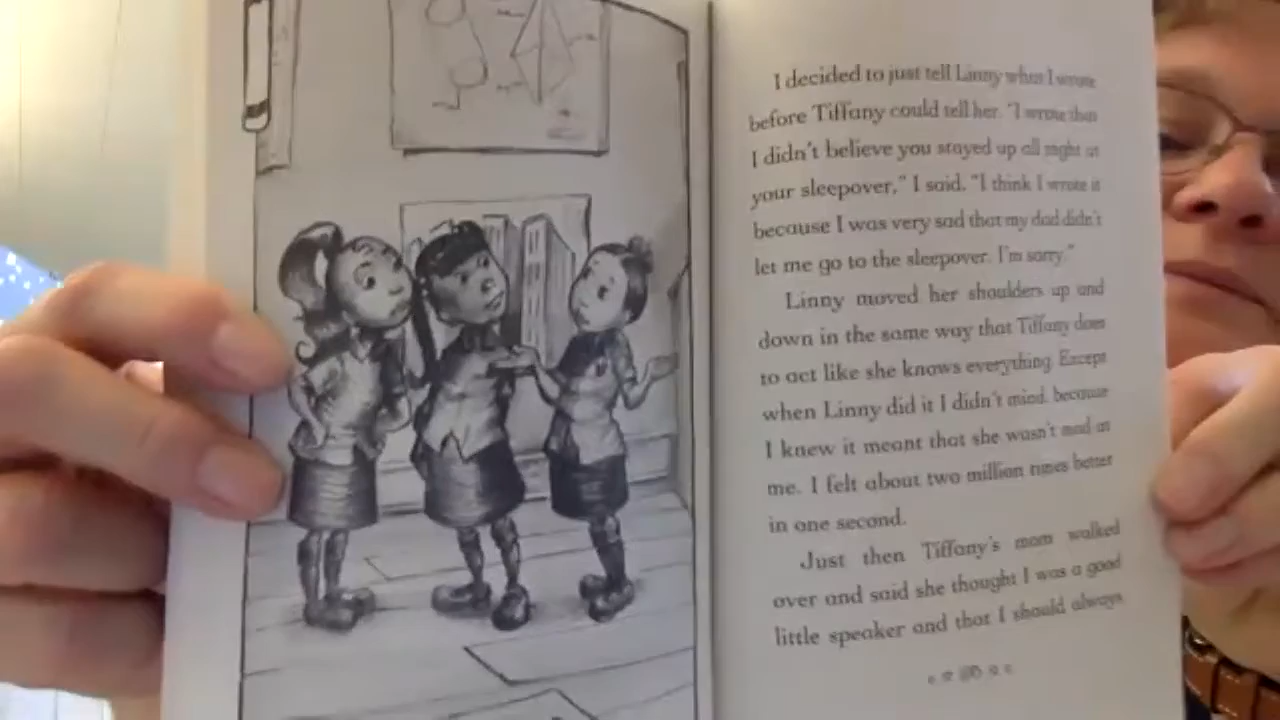 I decided to just tell Linny what I wrote
before Tiffany could tell her. "I wrote that
I didn't believe you stayed up all night at
your sleepover," I said. "I think I wrote it
because I was very sad that my dad didn't
let me go to the sleepover. I'm sorry."
Linny moved her shoulders up and
down in the same way that Tiffany does
to act like she knows everything. Except
when Linny did it I didn't mind, because
I knew it meant that she wasn't mad at
me. I felt about two million times better
in one second.
Just then Tiffany's mom walked
over and said she thought I was a good
little speaker and that I should always